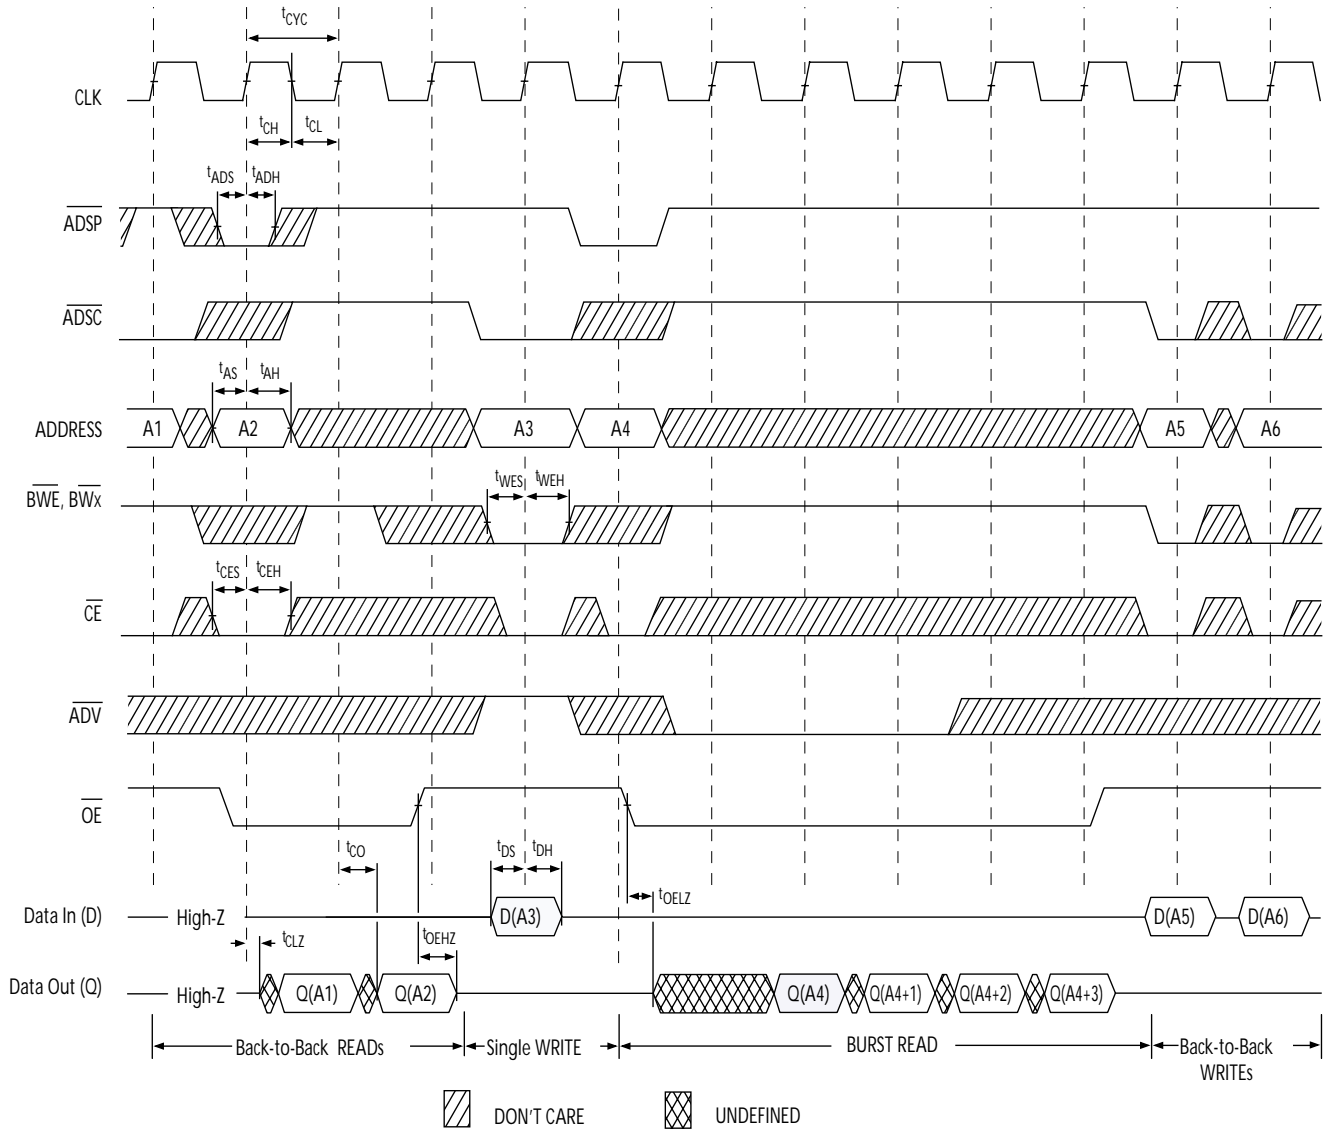 tCYC
CLK
tCH tCL
tADS tADH
ADSP
ADSC
tAS tAH
ADDRESS A1 A2 A3 A4 A5 A6
tWES tWEH
BWE, BWx
tCES tCEH
CE
ADV
OE
tCO tDS tDH
tOELZ
Data In (D) High-Z D(A3) D(A5) D(A6)
tCLZ tOEHZ
Data Out (Q) High-Z Q(A1) Q(A2) Q(A4) Q(A4+1) Q(A4+2) Q(A4+3)
Back-to-Back READs Single WRITE BURST READ Back-to-Back
WRITEs
DON'T CARE UNDEFINED